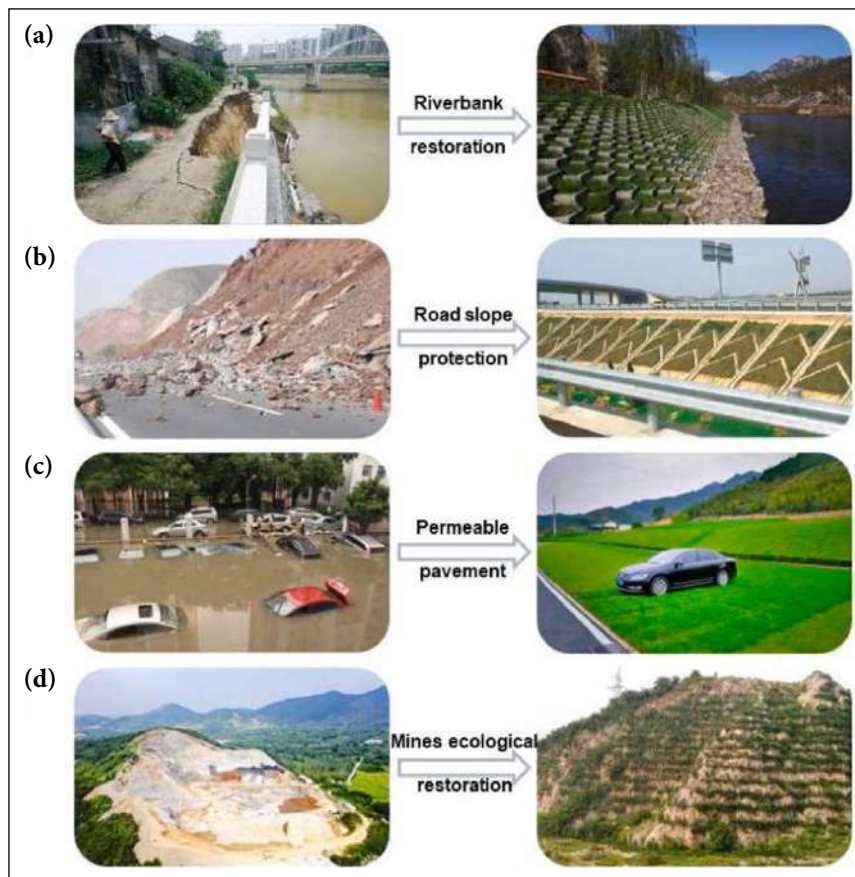 (a)
Riverbank
restoration
(b)
Road slope
protection
(c)
Permeable
pavement
(d)
Mines ecological
restoration